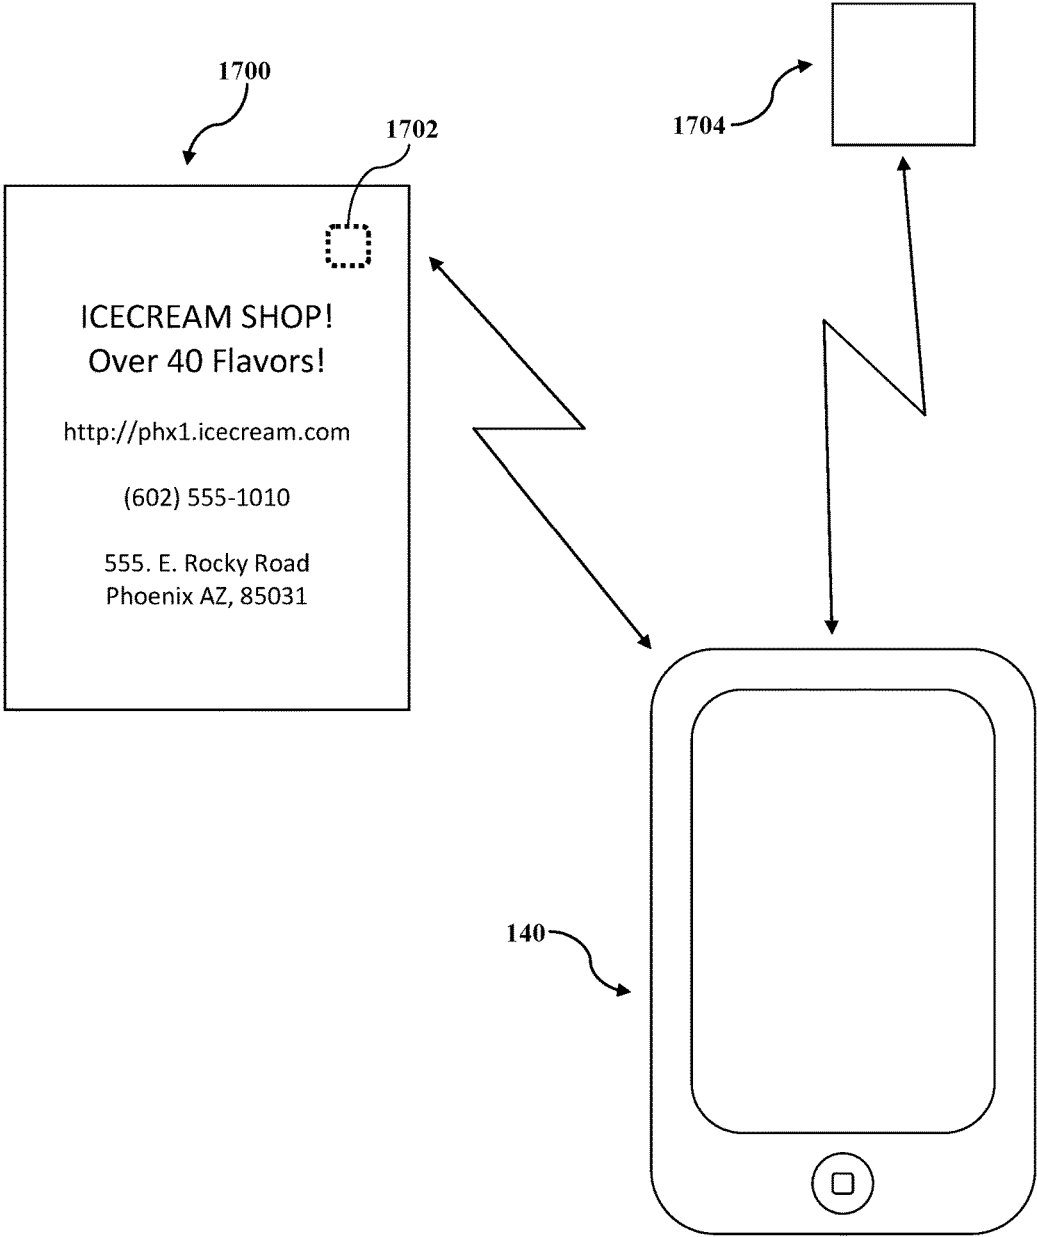 1700
1702
1704
ICECREAM SHOP!
Over 40 Flavors!
http://phx1.icecream.com
(602) 555-1010
555. E. Rocky Road
Phoenix AZ, 85031
140